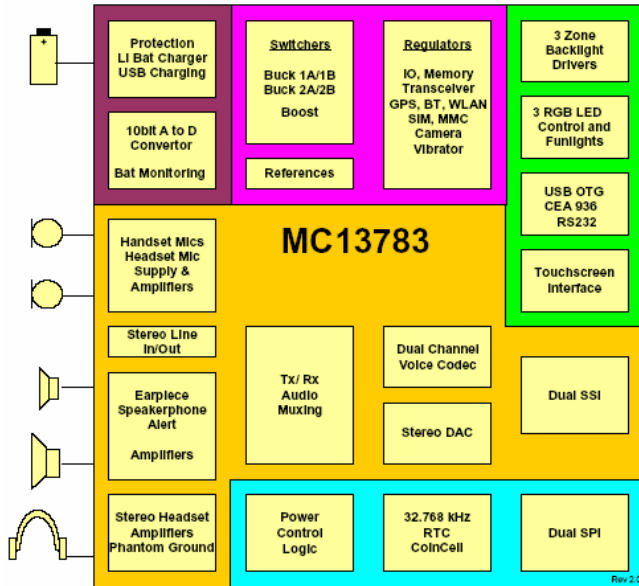 Protection
LI Bat Charger
USB Charging
10bit A to D
Convertor
Bat Monitoring
Switchers
Buck 1A/1B
Buck 2A/2B
Boost
References
Regulators
IO, Memory
Transceiver
GPS, BT, WLAN
SIM, MMC
Camera
Vibrator
3 Zone
Backlight
Drivers
3 RGB LED
Control and
Funlights
USB OTG
CEA 936
RS232
Touchscreen
Interface
MC13783
Handset Mics
Headset Mic
Supply &
Amplifiers
Stereo Line
In/Out
Earpiece
Speakerphone
Alert
Amplifiers
Stereo Headset
Amplifiers
Phantom Ground
Tx/ Rx
Audio
Muxing
Dual Channel
Voice Codec
Stereo DAC
Dual SSI
Power
Control
Logic
32.768 kHz
RTC
CoinCell
Dual SPI